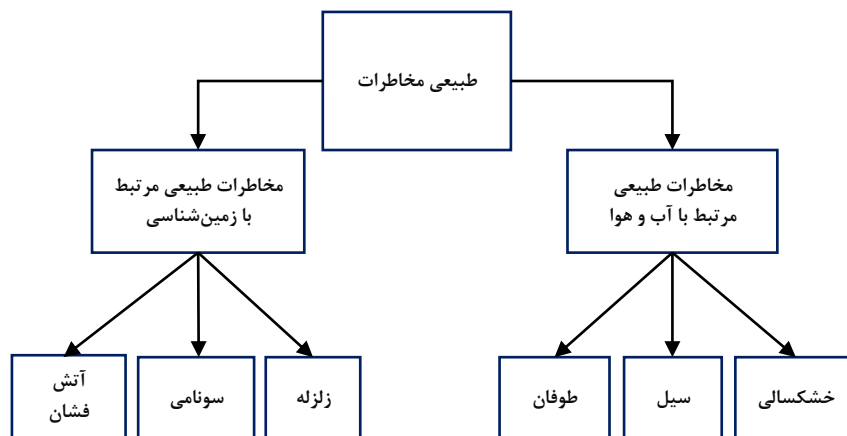 طبیعی مخاطرات
مخاطرات طبیعی
مرتبط با آب و هوا
مخاطرات طبیعی مرتبط
با زمین‌شناسی
خشکسالی
سیل
طوفان
زلزله
سونامی
آتش
فشان